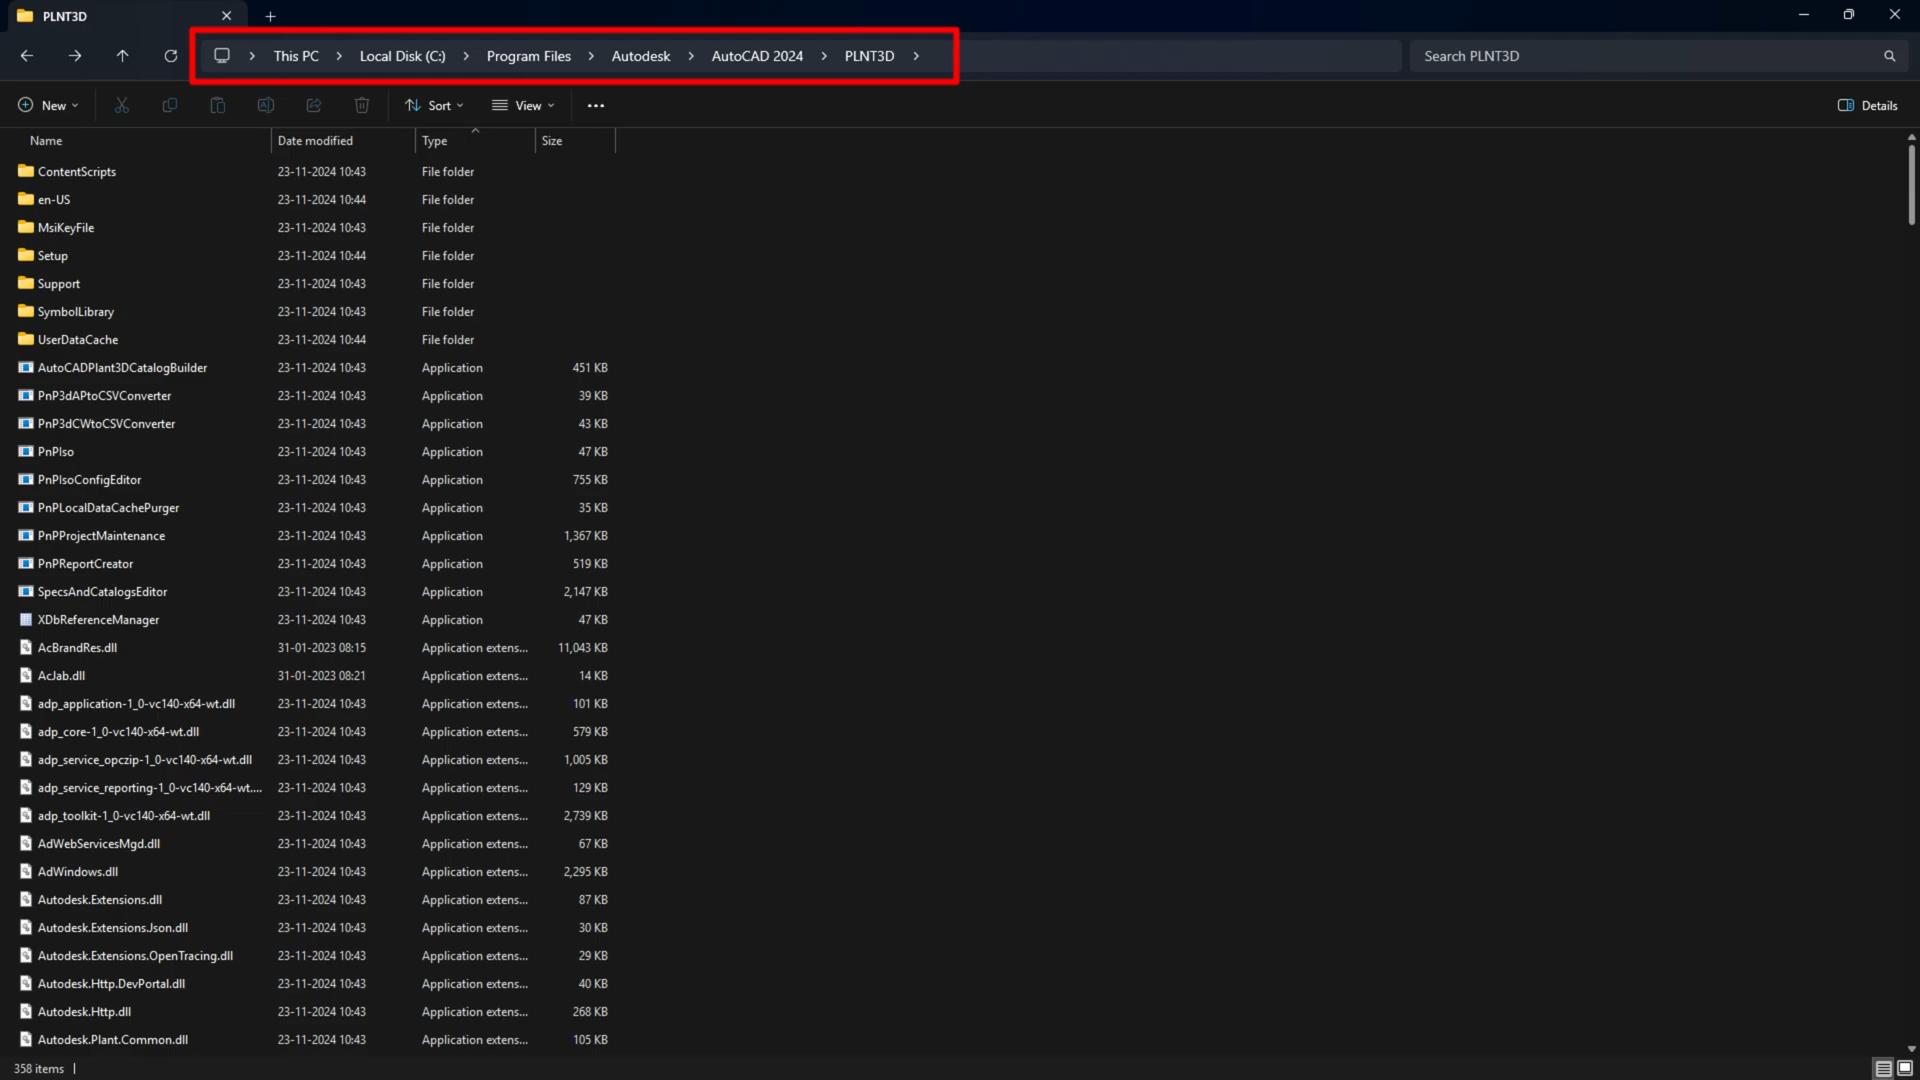 PLNT3D
This PC > Local Disk (C:) > Program Files > Autodesk > AutoCAD 2024 > PLNT3D >
Search PLNT3D
New Sort View ••• Details
Name Date modified Type Size
ContentScripts 23-11-2024 10:43 File folder
en-US 23-11-2024 10:44 File folder
MsiKeyFile 23-11-2024 10:43 File folder
Setup 23-11-2024 10:44 File folder
Support 23-11-2024 10:43 File folder
SymbolLibrary 23-11-2024 10:43 File folder
UserDataCache 23-11-2024 10:44 File folder
AutoCADPlant3DCatalogBuilder 23-11-2024 10:43 Application 451 KB
PnP3dAPtoCSVConverter 23-11-2024 10:43 Application 39 KB
PnP3dCWtoCSVConverter 23-11-2024 10:43 Application 43 KB
PnPIso 23-11-2024 10:43 Application 47 KB
PnPIsoConfigEditor 23-11-2024 10:43 Application 755 KB
PnPLocalDataCachePurger 23-11-2024 10:43 Application 35 KB
PnPProjectMaintenance 23-11-2024 10:43 Application 1,367 KB
PnPReportCreator 23-11-2024 10:43 Application 519 KB
SpecsAndCatalogsEditor 23-11-2024 10:43 Application 2,147 KB
XDbReferenceManager 23-11-2024 10:43 Application 47 KB
AcBrandRes.dll 31-01-2023 08:15 Application extens... 11,043 KB
AcJab.dll 31-01-2023 08:21 Application extens... 14 KB
adp_application-1_0-vc140-x64-wt.dll 23-11-2024 10:43 Application extens... 101 KB
adp_core-1_0-vc140-x64-wt.dll 23-11-2024 10:43 Application extens... 579 KB
adp_service_opczip-1_0-vc140-x64-wt.dll 23-11-2024 10:43 Application extens... 1,005 KB
adp_service_reporting-1_0-vc140-x64-wt.... 23-11-2024 10:43 Application extens... 129 KB
adp_toolkit-1_0-vc140-x64-wt.dll 23-11-2024 10:43 Application extens... 2,739 KB
AdWebServicesMgd.dll 23-11-2024 10:43 Application extens... 67 KB
AdWindows.dll 23-11-2024 10:43 Application extens... 2,295 KB
Autodesk.Extensions.dll 23-11-2024 10:43 Application extens... 87 KB
Autodesk.Extensions.Json.dll 23-11-2024 10:43 Application extens... 30 KB
Autodesk.Extensions.OpenTracing.dll 23-11-2024 10:43 Application extens... 29 KB
Autodesk.Http.DevPortal.dll 23-11-2024 10:43 Application extens... 40 KB
Autodesk.Http.dll 23-11-2024 10:43 Application extens... 268 KB
Autodesk.Plant.Common.dll 23-11-2024 10:43 Application extens... 105 KB
358 items